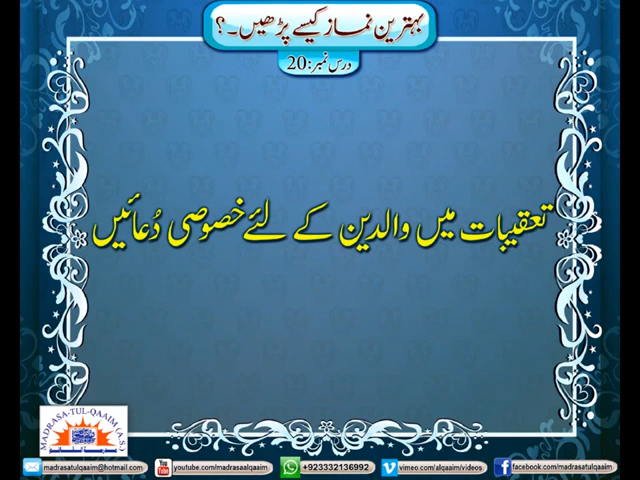 بہترین نماز کیسے پڑھیں۔؟
درس نمبر:20
تعقیبات میں والدین کے لئے خصوصی دُعائیں
MADRASA-TUL-QAAIM (A.S.)
madrasatulqaaim@hotmail.com
youtube.com/madrasaalqaaim
+923332136992
vimeo.com/alqaaim/videos
facebook.com/madrasatulqaaim